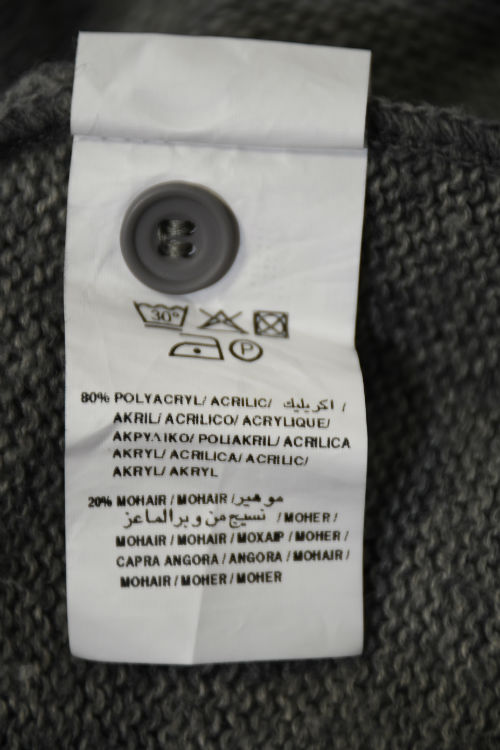 30°
P
80% POLYACRYL/ ACRILIC/ اكريليك /
AKRIL/ ACRILICO/ ACRYLIQUE/
AKPYΛIKO/ POLIAKRIL/ ACRILICA
AKRYL/ ACRILICA/ ACRILIC/
AKRYL/ AKRYL
20% MOHAIR / MOHAIR / موهير
نسيج من وبر الماعز / MOHER /
MOHAIR / MOHAIR / MOXAIP / MOHER /
CAPRA ANGORA / ANGORA / MOHAIR /
MOHAIR / MOHER / MOHER